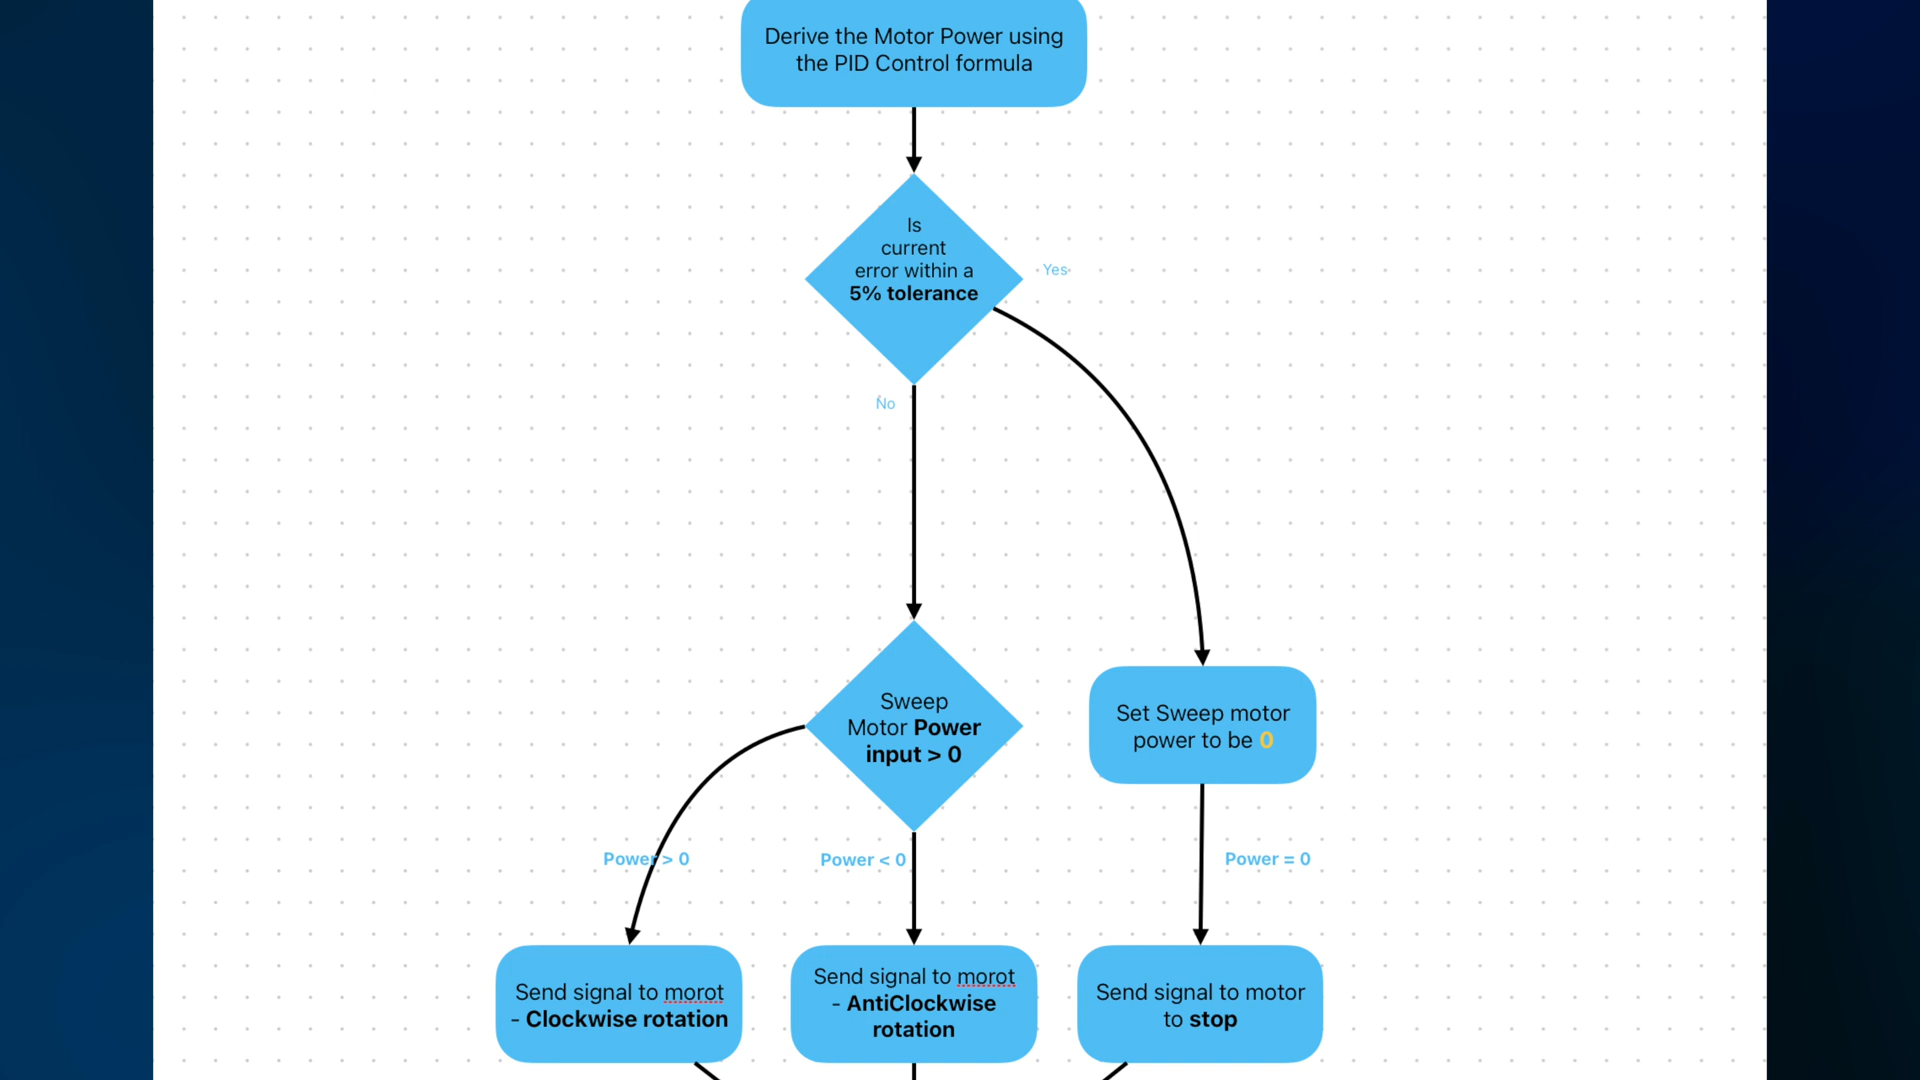 Derive the Motor Power using
the PID Control formula
Is
current
error within a
5% tolerance
Yes
No
Sweep
Motor Power
input > 0
Set Sweep motor
power to be 0
Power > 0
Power < 0
Power = 0
Send signal to morot
- Clockwise rotation
Send signal to morot
- AntiClockwise
rotation
Send signal to motor
to stop